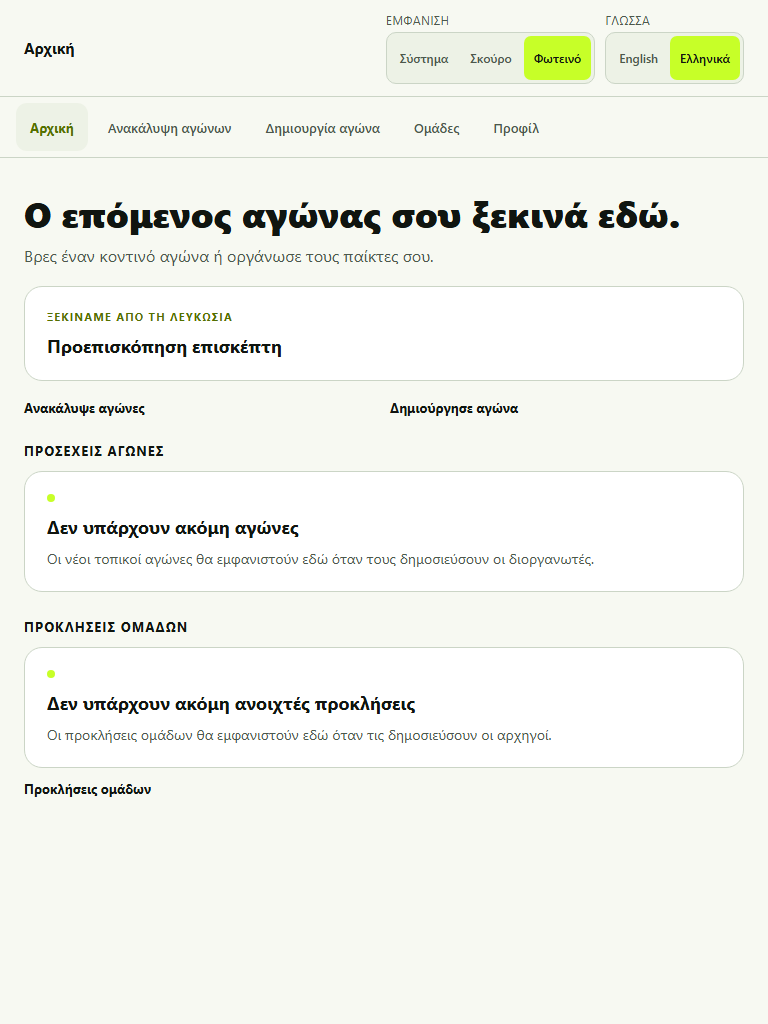 Αρχική
ΕΜΦΑΝΙΣΗ
Σύστημα Σκούρο Φωτεινό
ΓΛΩΣΣΑ
English Ελληνικά
Αρχική Ανακάλυψη αγώνων Δημιουργία αγώνα Ομάδες Προφίλ
Ο επόμενος αγώνας σου ξεκινά εδώ.
Βρες έναν κοντινό αγώνα ή οργάνωσε τους παίκτες σου.
ΞΕΚΙΝΑΜΕ ΑΠΟ ΤΗ ΛΕΥΚΩΣΙΑ
Προεπισκόπηση επισκέπτη
Ανακάλυψε αγώνες Δημιούργησε αγώνα
ΠΡΟΣΕΧΕΙΣ ΑΓΩΝΕΣ
Δεν υπάρχουν ακόμη αγώνες
Οι νέοι τοπικοί αγώνες θα εμφανιστούν εδώ όταν τους δημοσιεύσουν οι διοργανωτές.
ΠΡΟΚΛΗΣΕΙΣ ΟΜΑΔΩΝ
Δεν υπάρχουν ακόμη ανοιχτές προκλήσεις
Οι προκλήσεις ομάδων θα εμφανιστούν εδώ όταν τις δημοσιεύσουν οι αρχηγοί.
Προκλήσεις ομάδων